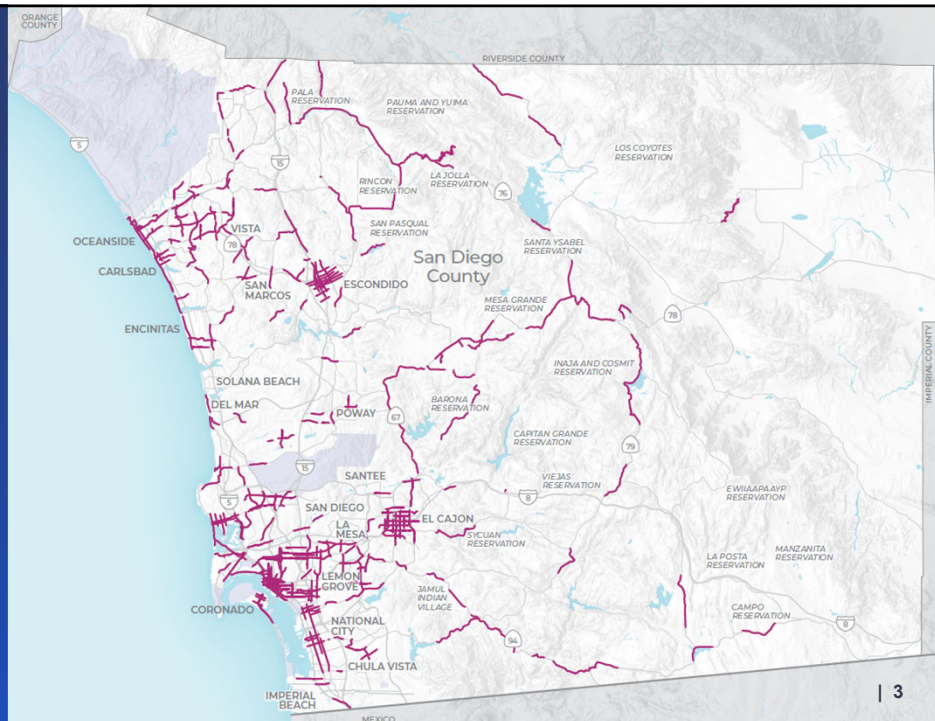 ORANGE
COUNTY
RIVERSIDE COUNTY
PALA
RESERVATION
PAUMA AND YUIMA
RESERVATION
5
LOS COYOTES
RESERVATION
15
RINCON
RESERVATION
LA JOLLA
RESERVATION
76
SAN PASQUAL
RESERVATION
VISTA
OCEANSIDE
78
SANTA YSABEL
RESERVATION
San Diego
County
CARLSBAD
SAN
MARCOS
ESCONDIDO
MESA GRANDE
RESERVATION
78
ENCINITAS
IMPERIAL COUNTY
INAJA AND COSMIT
RESERVATION
SOLANA BEACH
DEL MAR
BARONA
RESERVATION
POWAY
67
CAPITAN GRANDE
RESERVATION
79
15
SANTEE
VIEJAS
RESERVATION
8
EWIIAAPAAYP
RESERVATION
5
SAN DIEGO
EL CAJON
LA
MESA
SYCUAN
RESERVATION
LA POSTA
RESERVATION
MANZANITA
RESERVATION
LEMON
GROVE
JAMUL
INDIAN
VILLAGE
CORONADO
CAMPO
RESERVATION
8
NATIONAL
CITY
94
CHULA VISTA
IMPERIAL
BEACH
| 3
MEXICO